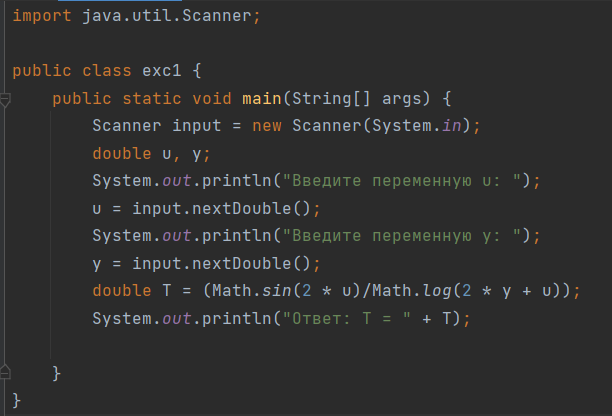 import java.util.Scanner;
public class exc1 {
public static void main(String[] args) {
Scanner input = new Scanner(System.in);
double u, y;
System.out.println("Введите переменную u: ");
u = input.nextDouble();
System.out.println("Введите переменную y: ");
y = input.nextDouble();
double T = (Math.sin(2 * u)/Math.log(2 * y + u));
System.out.println("Ответ: T = " + T);
}
}